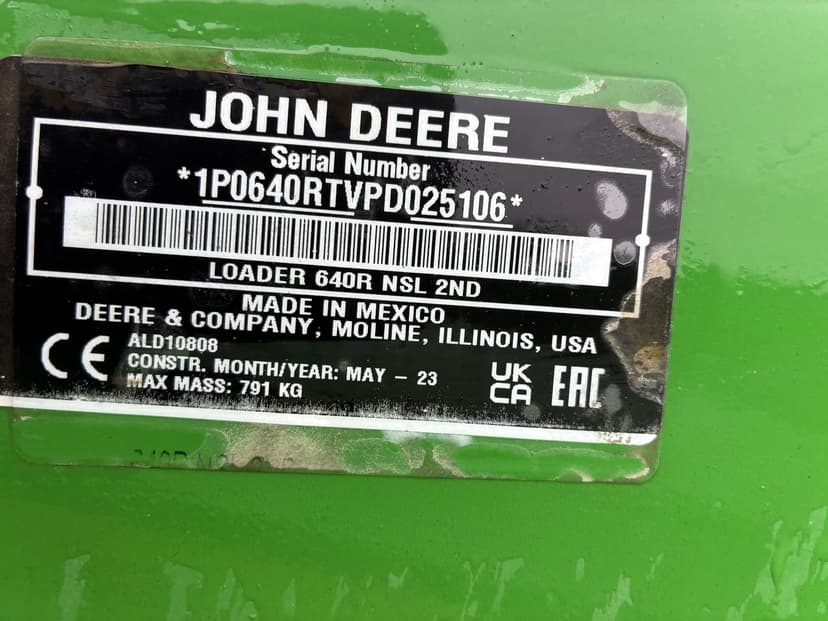 JOHN DEERE
Serial Number
*1P0640RTVPD025106*
LOADER 640R NSL 2ND
MADE IN MEXICO
DEERE & COMPANY, MOLINE, ILLINOIS, USA
ALD10808
CONSTR. MONTH/YEAR: MAY – 23
MAX MASS: 791 KG
CE
UK
CA
EAC